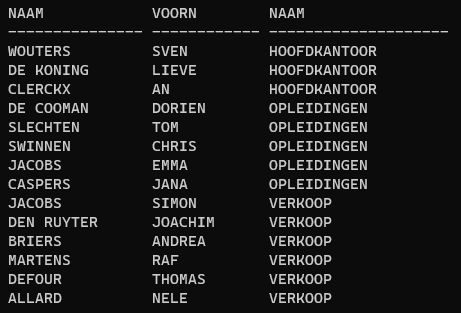 NAAM            VOORN        NAAM
--------------- ------------ --------------------
WOUTERS         SVEN         HOOFDKANTOOR
DE KONING       LIEVE        HOOFDKANTOOR
CLERCKX         AN           HOOFDKANTOOR
DE COOMAN       DORIEN       OPLEIDINGEN
SLECHTEN        TOM          OPLEIDINGEN
SWINNEN         CHRIS        OPLEIDINGEN
JACOBS          EMMA         OPLEIDINGEN
CASPERS         JANA         OPLEIDINGEN
JACOBS          SIMON        VERKOOP
DEN RUYTER      JOACHIM      VERKOOP
BRIERS          ANDREA       VERKOOP
MARTENS         RAF          VERKOOP
DEFOUR          THOMAS       VERKOOP
ALLARD          NELE         VERKOOP